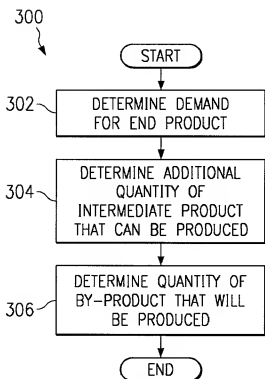 300
START
302
DETERMINE DEMAND
FOR END PRODUCT
304
DETERMINE ADDITIONAL
QUANTITY OF
INTERMEDIATE PRODUCT
THAT CAN BE PRODUCED
306
DETERMINE QUANTITY OF
BY-PRODUCT THAT WILL
BE PRODUCED
END